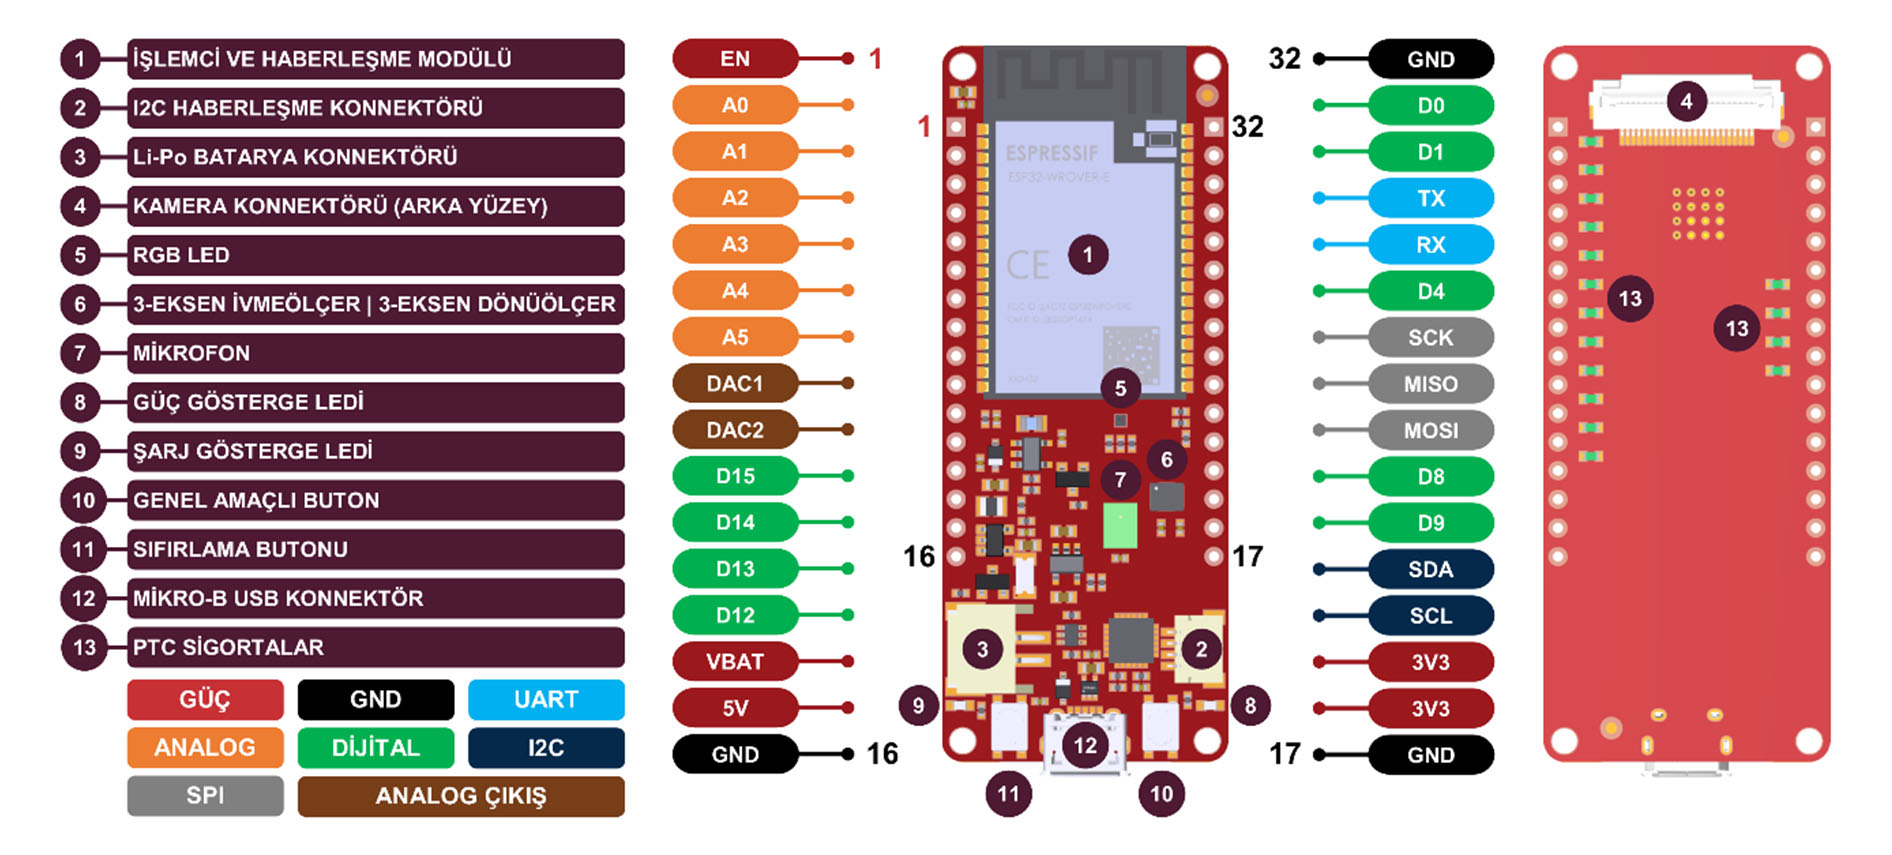 1 İŞLEMCİ VE HABERLEŞME MODÜLÜ
2 I2C HABERLEŞME KONNEKTÖRÜ
3 Li-Po BATARYA KONNEKTÖRÜ
4 KAMERA KONNEKTÖRÜ (ARKA YÜZEY)
5 RGB LED
6 3-EKSEN İVMEÖLÇER | 3-EKSEN DÖNÜÖLÇER
7 MİKROFON
8 GÜÇ GÖSTERGE LEDİ
9 ŞARJ GÖSTERGE LEDİ
10 GENEL AMAÇLI BUTON
11 SIFIRLAMA BUTONU
12 MİKRO-B USB KONNEKTÖR
13 PTC SİGORTALAR
GÜÇ GND UART
ANALOG DİJİTAL I2C
SPI ANALOG ÇIKIŞ
EN 1
A0
A1
A2
A3
A4
A5
DAC1
DAC2
D15
D14
D13
D12
VBAT
5V
GND 16
1 32
ESPRESSIF
ESP32-WROVER-E
1
CE
5
6
7
16 17
3 2
9 8
12
11 10
32 GND
D0
D1
TX
RX
D4
SCK
MISO
MOSI
D8
D9
SDA
SCL
3V3
3V3
17 GND
4
13
13